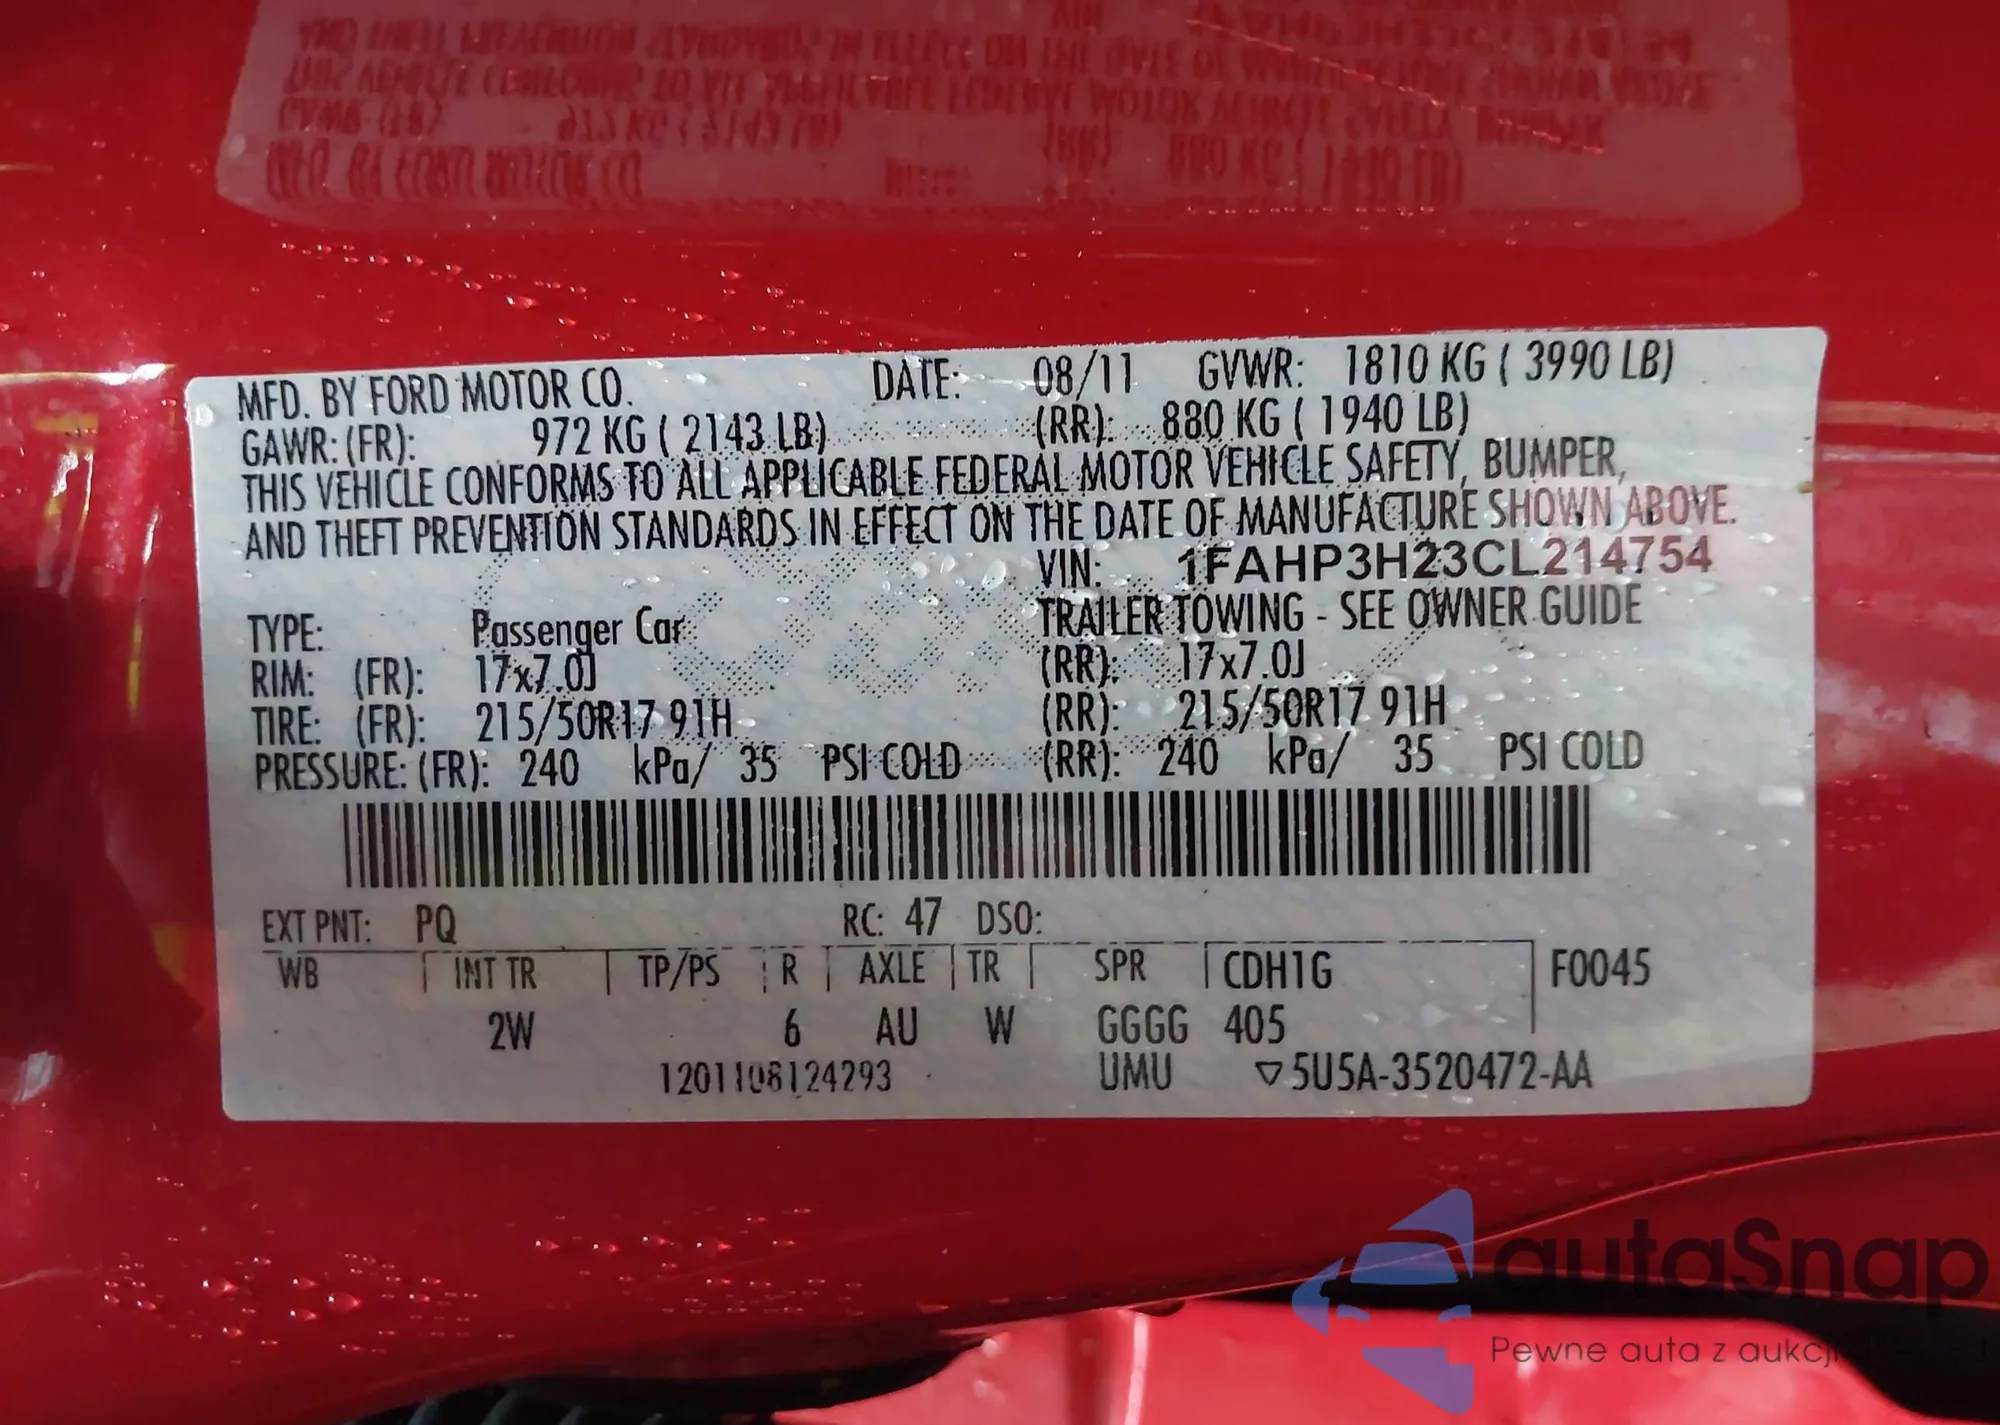 MFD. BY FORD MOTOR CO. DATE: 08/11 GVWR: 1810 KG ( 3990 LB)
GAWR: (FR): 972 KG ( 2143 LB) (RR): 880 KG ( 1940 LB)
THIS VEHICLE CONFORMS TO ALL APPLICABLE FEDERAL MOTOR VEHICLE SAFETY, BUMPER,
AND THEFT PREVENTION STANDARDS IN EFFECT ON THE DATE OF MANUFACTURE SHOWN ABOVE.
VIN: 1FAHP3H23CL214754
TYPE: Passenger Car TRAILER TOWING - SEE OWNER GUIDE
RIM: (FR): 17x7.0J (RR): 17x7.0J
TIRE: (FR): 215/50R17 91H (RR): 215/50R17 91H
PRESSURE: (FR): 240 kPa/ 35 PSI COLD (RR): 240 kPa/ 35 PSI COLD
EXT PNT: PQ RC: 47 DSO:
WB INT TR TP/PS R AXLE TR SPR CDH1G F0045
2W 6 AU W GGGG 405
1201108124293 UMU ▽5U5A-3520472-AA
autaSnap
Pewne auta z